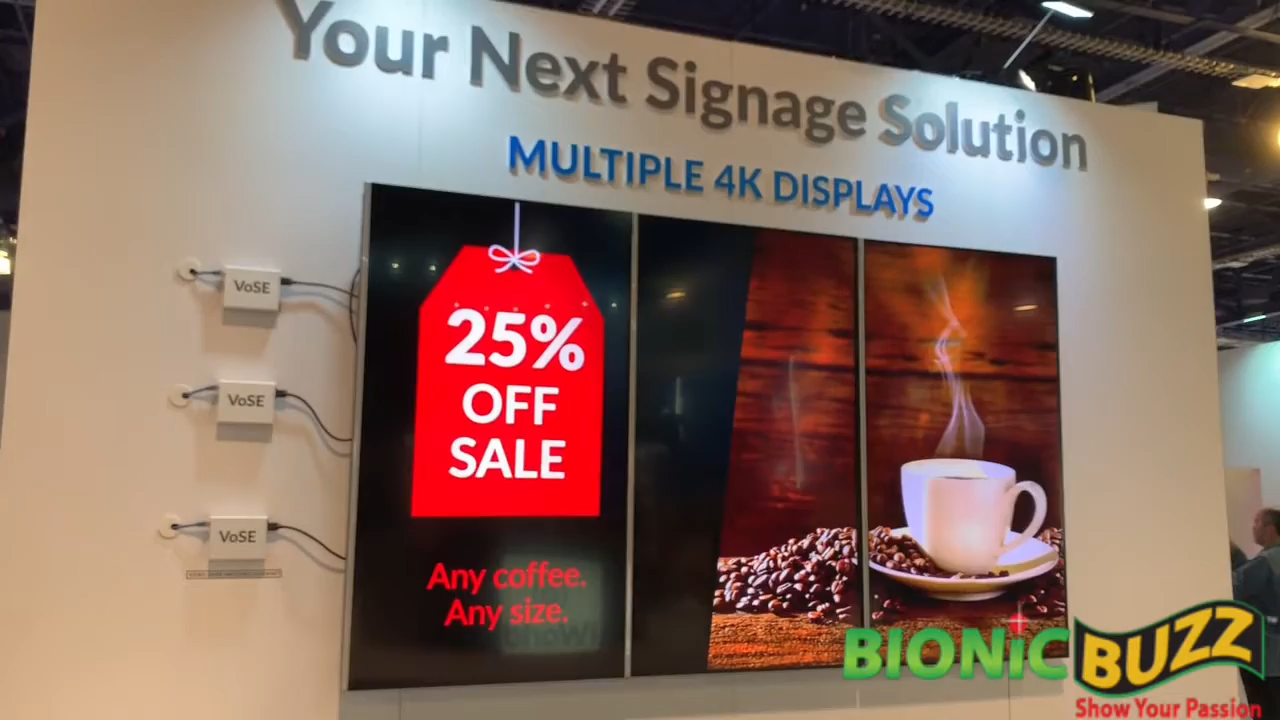 Your Next Signage Solution
MULTIPLE 4K DISPLAYS
VoSE
VoSE
VoSE
25%
OFF
SALE
Any coffee.
Any size.
BIONIC BUZZ
Show Your Passion